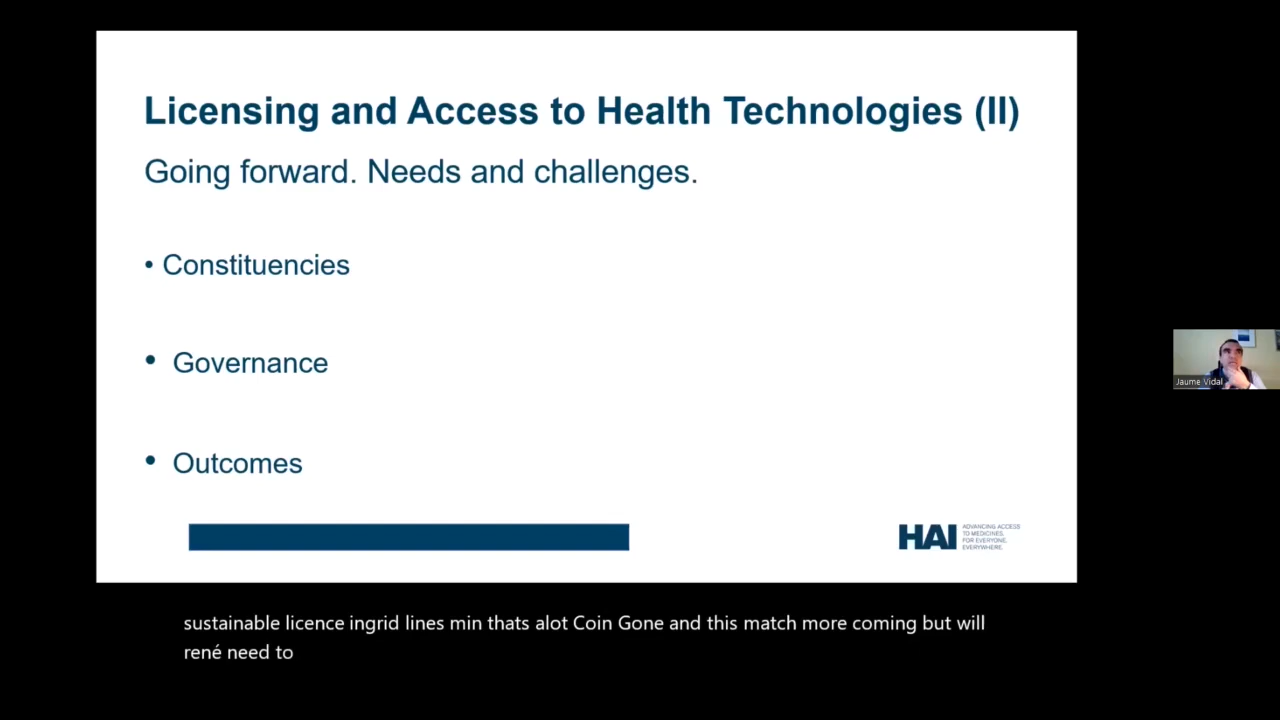 Licensing and Access to Health Technologies (II)
Going forward. Needs and challenges.
• Constituencies
• Governance
• Outcomes
HAI
ADVANCING ACCESS
TO MEDICINES.
FOR EVERYONE.
EVERYWHERE.
Jaume Vidal
sustainable licence ingrid lines min thats alot Coin Gone and this match more coming but will
rené need to